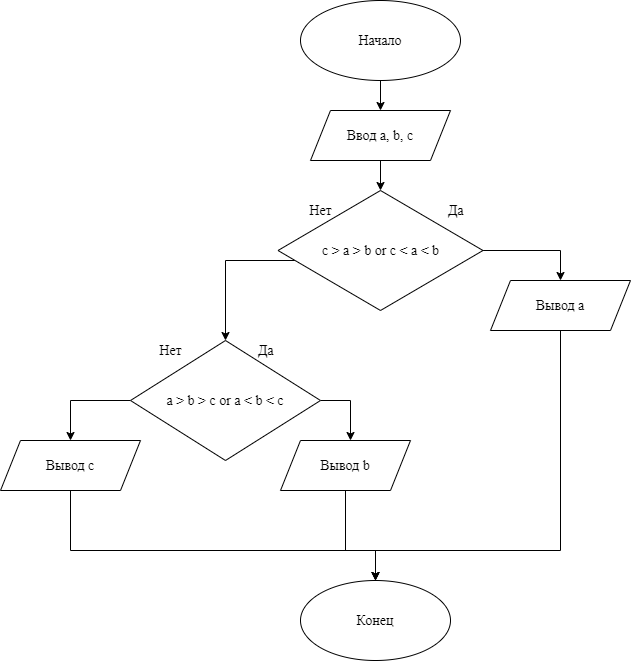 Начало
Ввод a, b, c
Нет
Да
c > a > b or c < a < b
Вывод a
Нет
Да
a > b > c or a < b < c
Вывод c
Вывод b
Конец